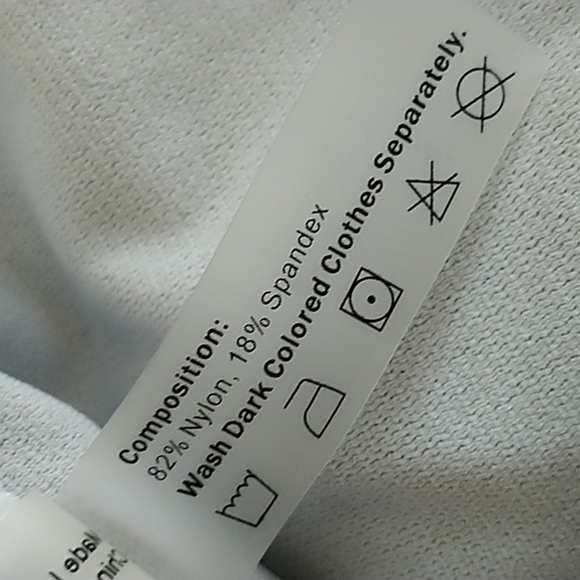 Composition:
82% Nylon, 18% Spandex
Wash Dark Colored Clothes Separately.